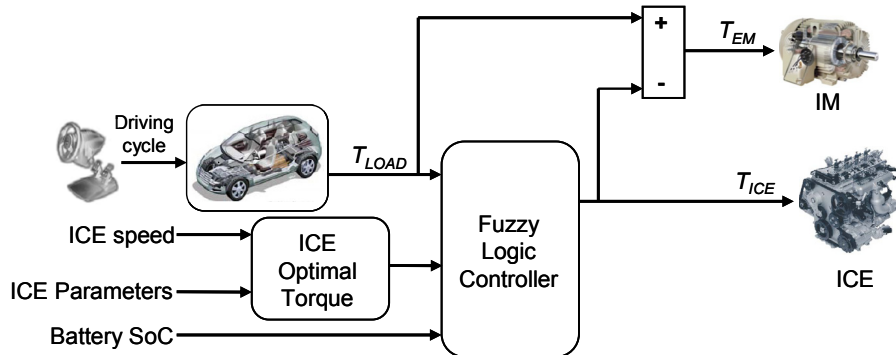 +
T_EM
-
IM
Driving
cycle
T_LOAD
T_ICE
ICE speed
ICE
Optimal
Torque
Fuzzy
Logic
Controller
ICE Parameters
ICE
Battery SoC